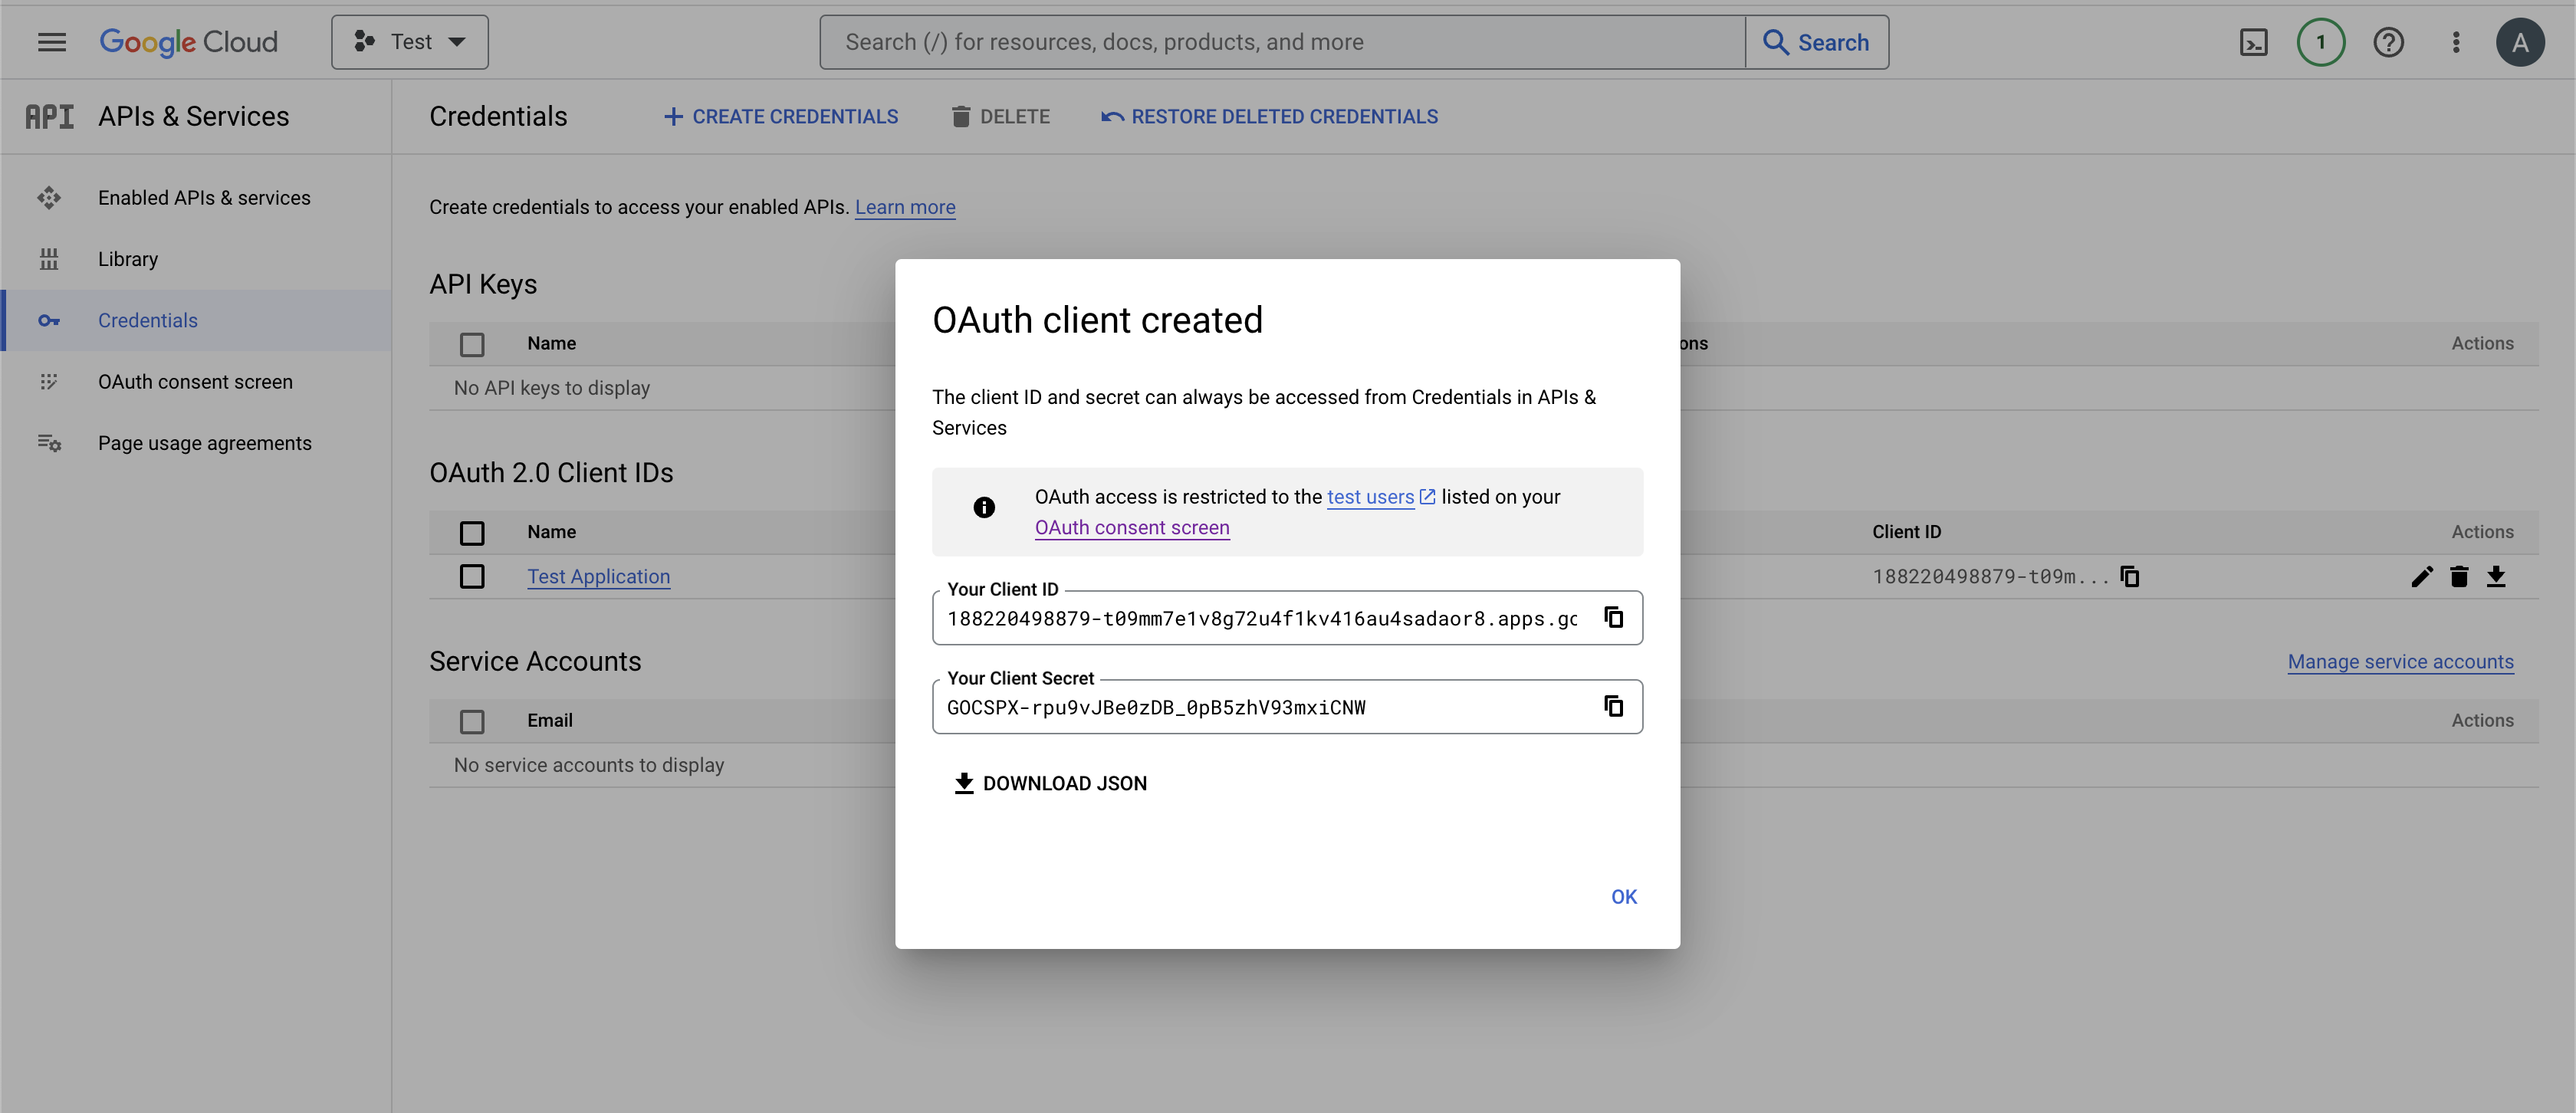 Google Cloud
Test
Search (/) for resources, docs, products, and more
Search
1
A
API
APIs & Services
Credentials
CREATE CREDENTIALS
DELETE
RESTORE DELETED CREDENTIALS
Enabled APIs & services
Library
Credentials
OAuth consent screen
Page usage agreements
Create credentials to access your enabled APIs. Learn more
API Keys
Name
ons
Actions
No API keys to display
OAuth 2.0 Client IDs
Name
Client ID
Actions
Test Application
188220498879-t09m...
Service Accounts
Manage service accounts
Email
Actions
No service accounts to display
OAuth client created
The client ID and secret can always be accessed from Credentials in APIs &
Services
OAuth access is restricted to the test users listed on your
OAuth consent screen
Your Client ID
188220498879-t09mm7e1v8g72u4f1kv416au4sadaor8.apps.gc
Your Client Secret
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
DOWNLOAD JSON
OK